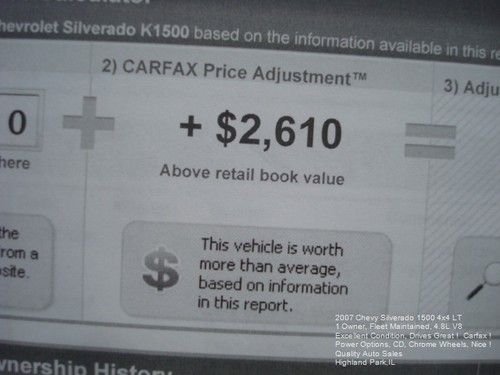 hevrolet Silverado K1500 based on the information available in this re
2) CARFAX Price Adjustment™
3) Adju
0
+
+ $2,610
=
here
Above retail book value
the
rom a
site.
$
This vehicle is worth
more than average,
based on information
in this report.
2007 Chevy Silverado 1500 4x4 LT
1 Owner, Fleet Maintained, 4.8L V8
Excellent Condition, Drives Great ! Carfax !
Power Options, CD, Chrome Wheels, Nice !
Quality Auto Sales
Highland Park,IL
wnership History